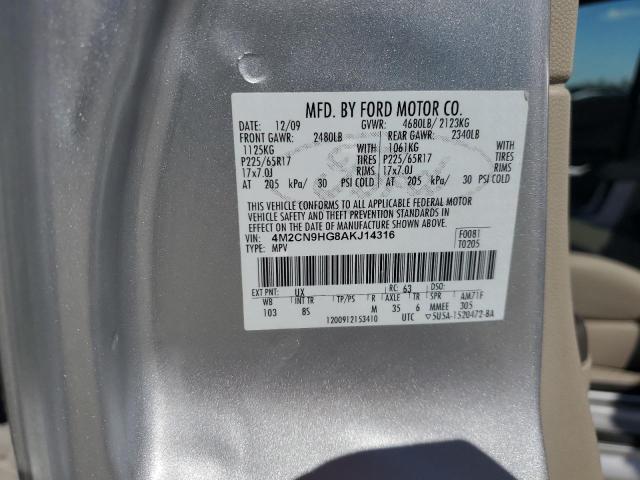 MFD. BY FORD MOTOR CO.
DATE: 12/09 GVWR: 4680LB/ 2123KG
FRONT GAWR: 2480LB REAR GAWR: 2340LB
1125KG 1061KG
P225/65R17 TIRES P225/65R17 TIRES
17x7.0J RIMS 17x7.0J RIMS
AT 205 kPa/ 30 PSI COLD AT 205 kPa/ 30 PSI COLD
THIS VEHICLE CONFORMS TO ALL APPLICABLE FEDERAL MOTOR
VEHICLE SAFETY AND THEFT PREVENTION STANDARDS IN
EFFECT ON THE DATE OF MANUFACTURE SHOWN ABOVE.
VIN: 4M2CN9HG8AKJ14316 F0081
TYPE: MPV T0205
EXT PNT: UX RC: 63 DSO:
WB INT TR TP/PS R AXLE TR SPR AM71F
103 8S M 35 6 MMEE 305
1200912153410 UTC ▽5U5A-1520472-BA
Ford